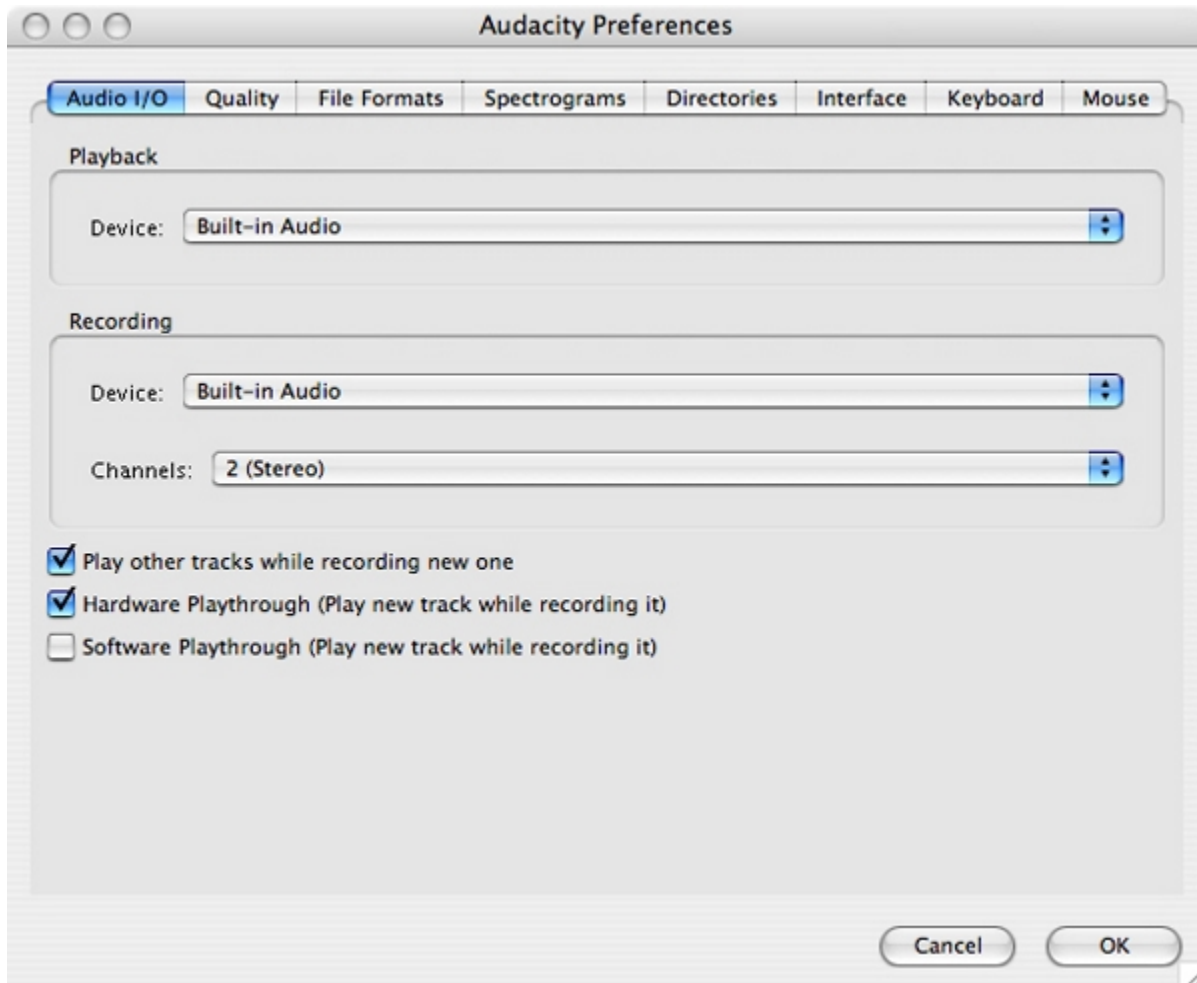 Audacity Preferences
Audio I/O Quality File Formats Spectrograms Directories Interface Keyboard Mouse
Playback
Device: Built-in Audio
Recording
Device: Built-in Audio
Channels: 2 (Stereo)
Play other tracks while recording new one
Hardware Playthrough (Play new track while recording it)
Software Playthrough (Play new track while recording it)
Cancel OK